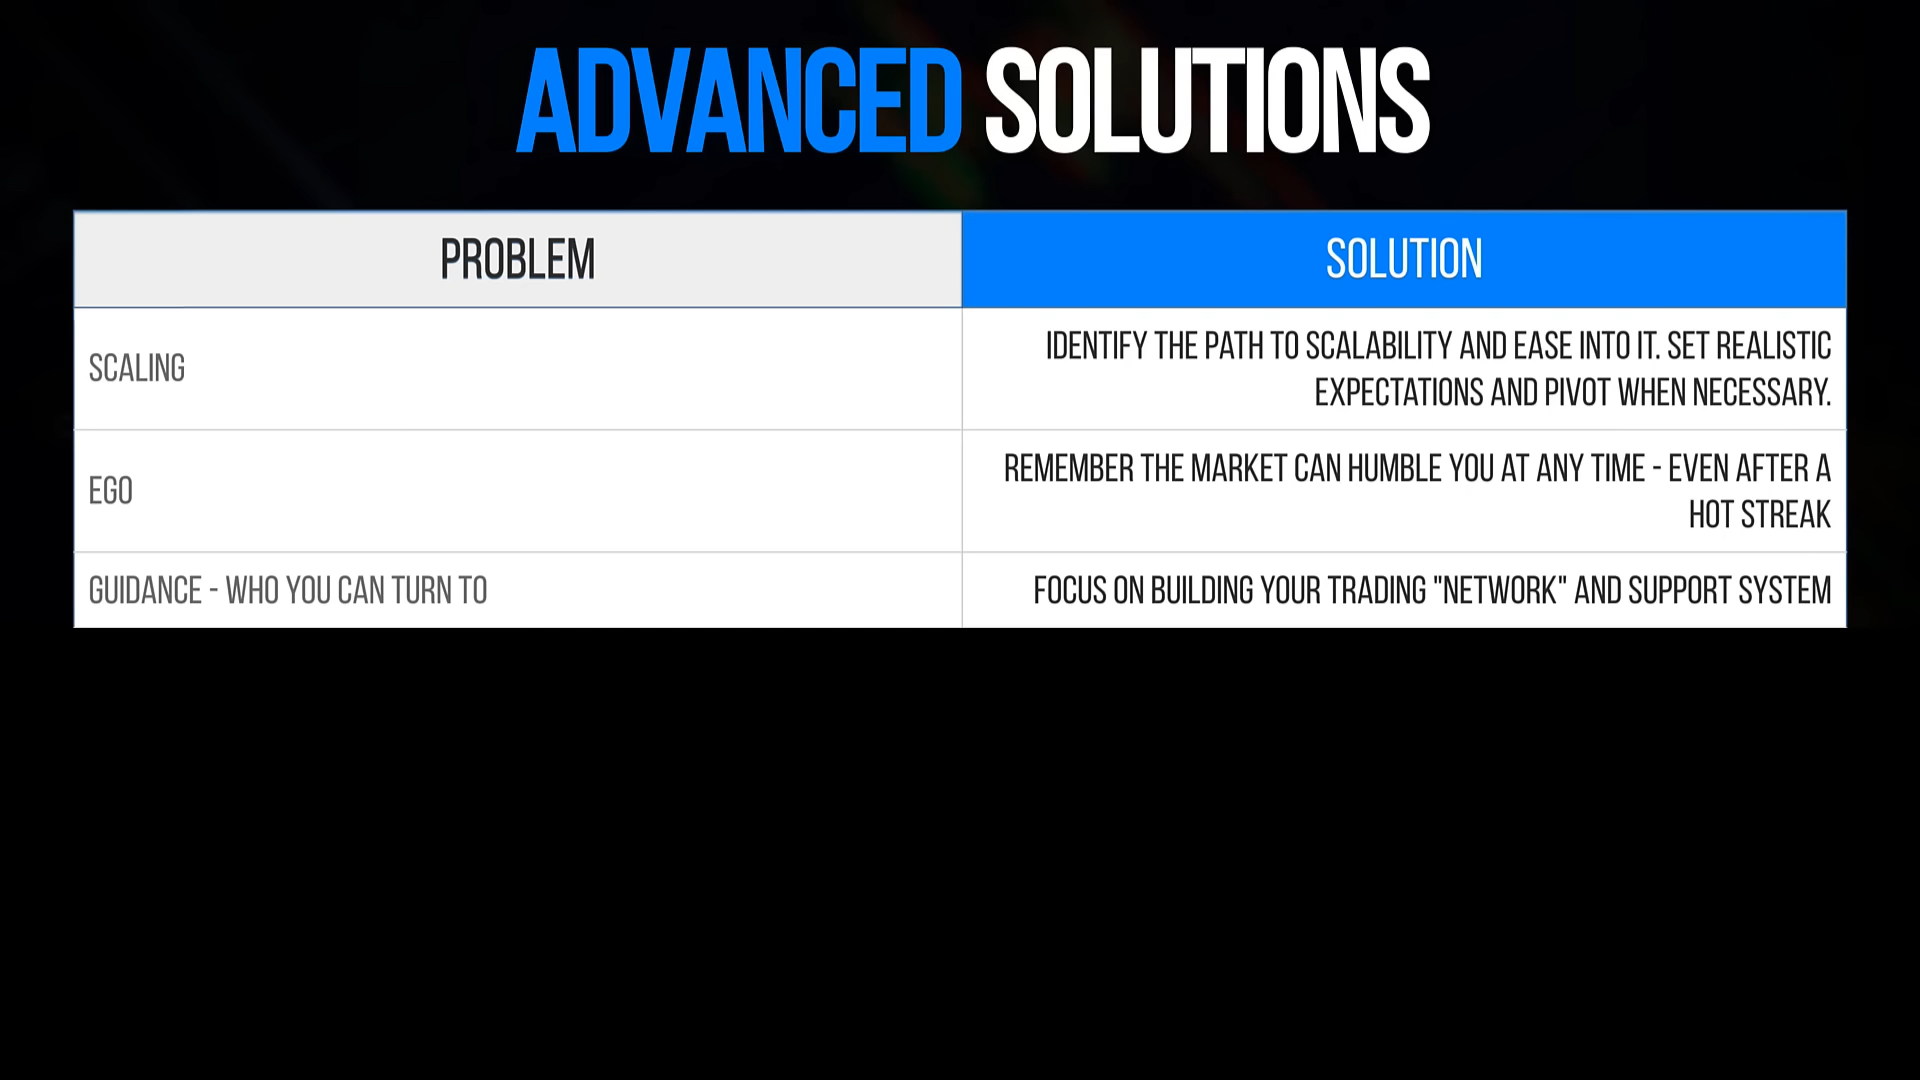 ADVANCED SOLUTIONS
PROBLEM
SOLUTION
SCALING
IDENTIFY THE PATH TO SCALABILITY AND EASE INTO IT. SET REALISTIC
EXPECTATIONS AND PIVOT WHEN NECESSARY.
EGO
REMEMBER THE MARKET CAN HUMBLE YOU AT ANY TIME - EVEN AFTER A
HOT STREAK
GUIDANCE - WHO YOU CAN TURN TO
FOCUS ON BUILDING YOUR TRADING "NETWORK" AND SUPPORT SYSTEM